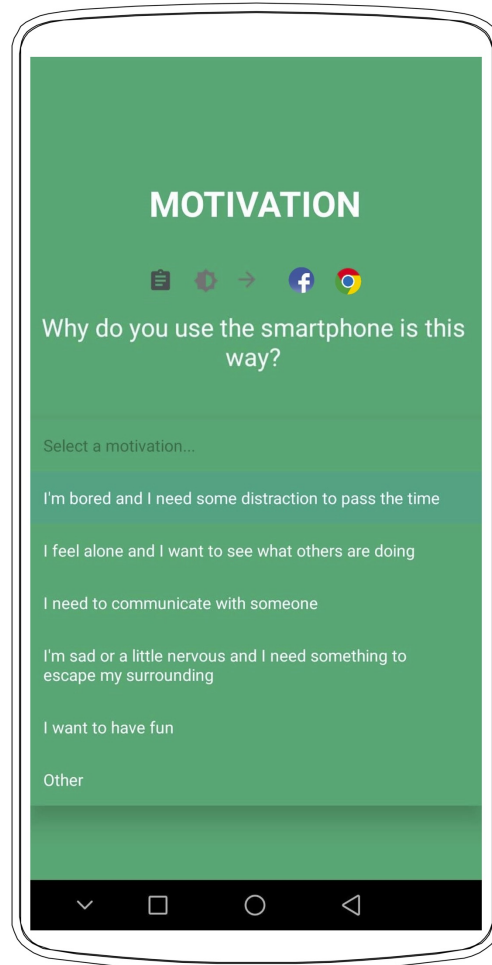 MOTIVATION
Why do you use the smartphone is this
way?
Select a motivation...
I'm bored and I need some distraction to pass the time
I feel alone and I want to see what others are doing
I need to communicate with someone
I'm sad or a little nervous and I need something to
escape my surrounding
I want to have fun
Other